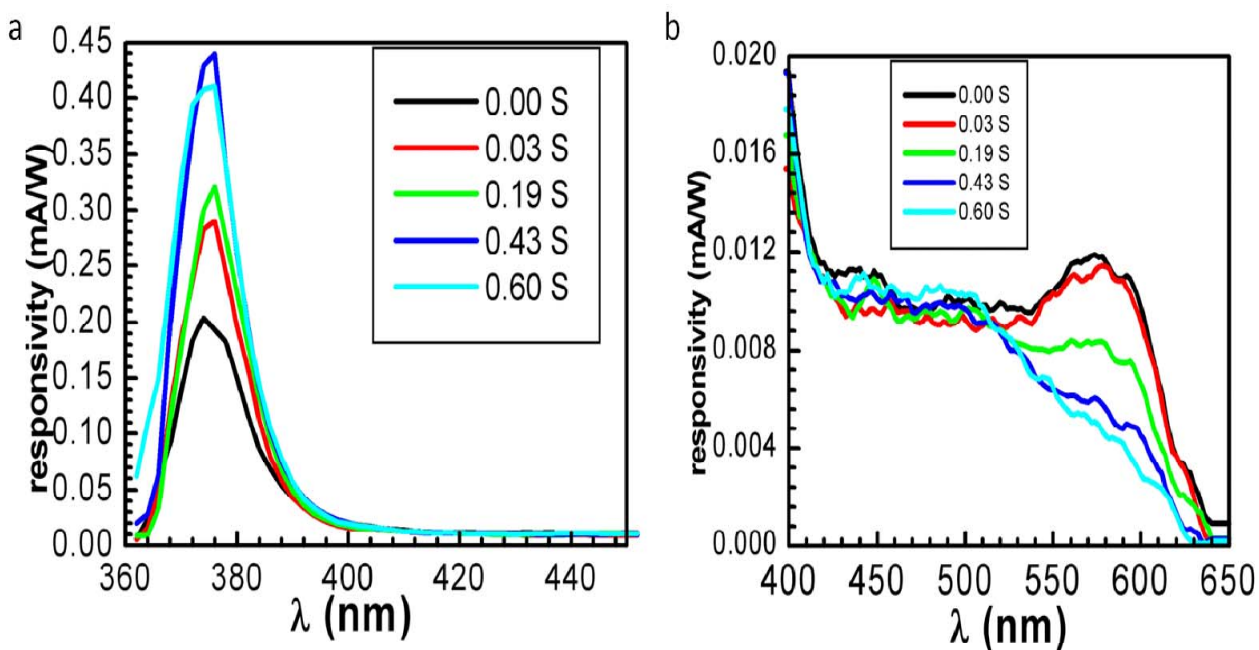 a
0.45
0.40
0.35
0.30
0.25
0.20
0.15
0.10
0.05
0.00
responsivity (mA/W)
0.00 S
0.03 S
0.19 S
0.43 S
0.60 S
360 380 400 420 440
λ (nm)
b
0.020
0.016
0.012
0.008
0.004
0.000
responsivity (mA/W)
0.00 S
0.03 S
0.19 S
0.43 S
0.60 S
400 450 500 550 600 650
λ (nm)